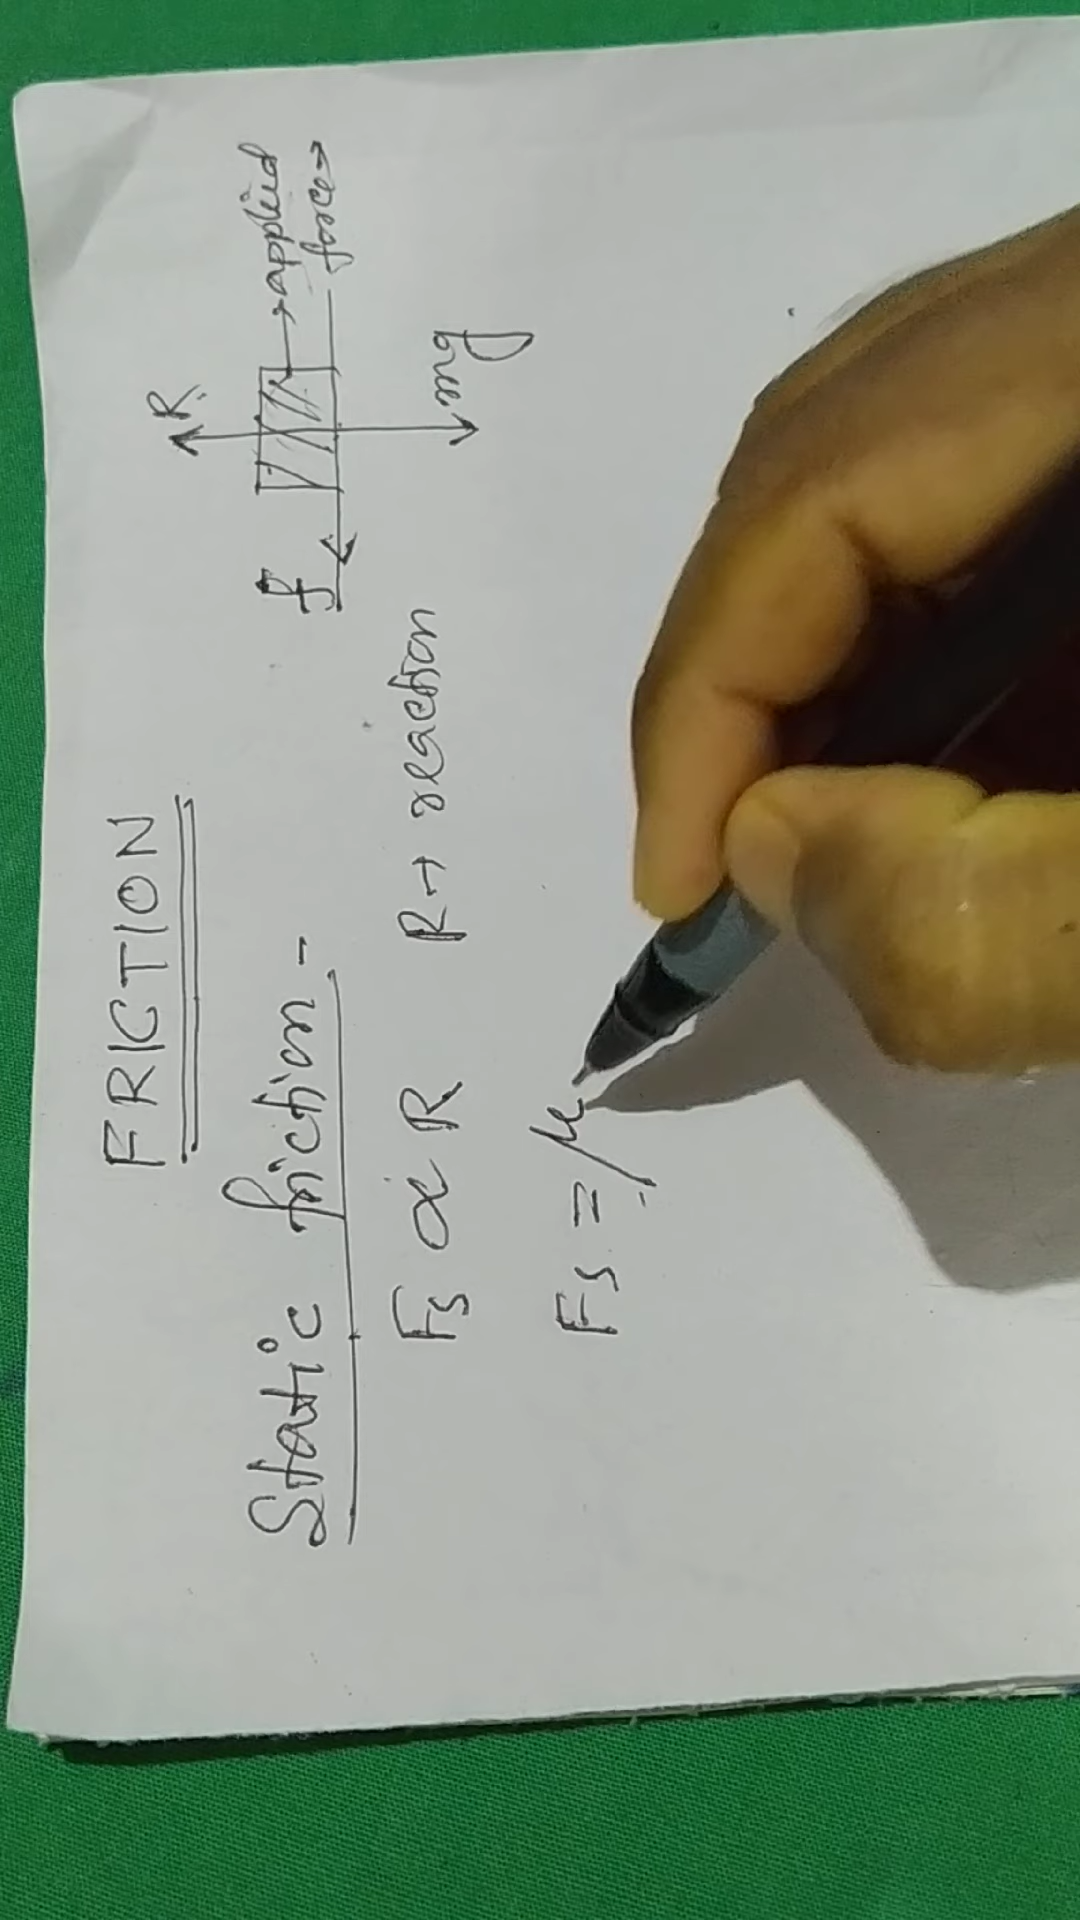 FRICTION
Static friction -
Fs ∝ R R → reaction
Fs = μ
R
→ applied
force →
f
mg